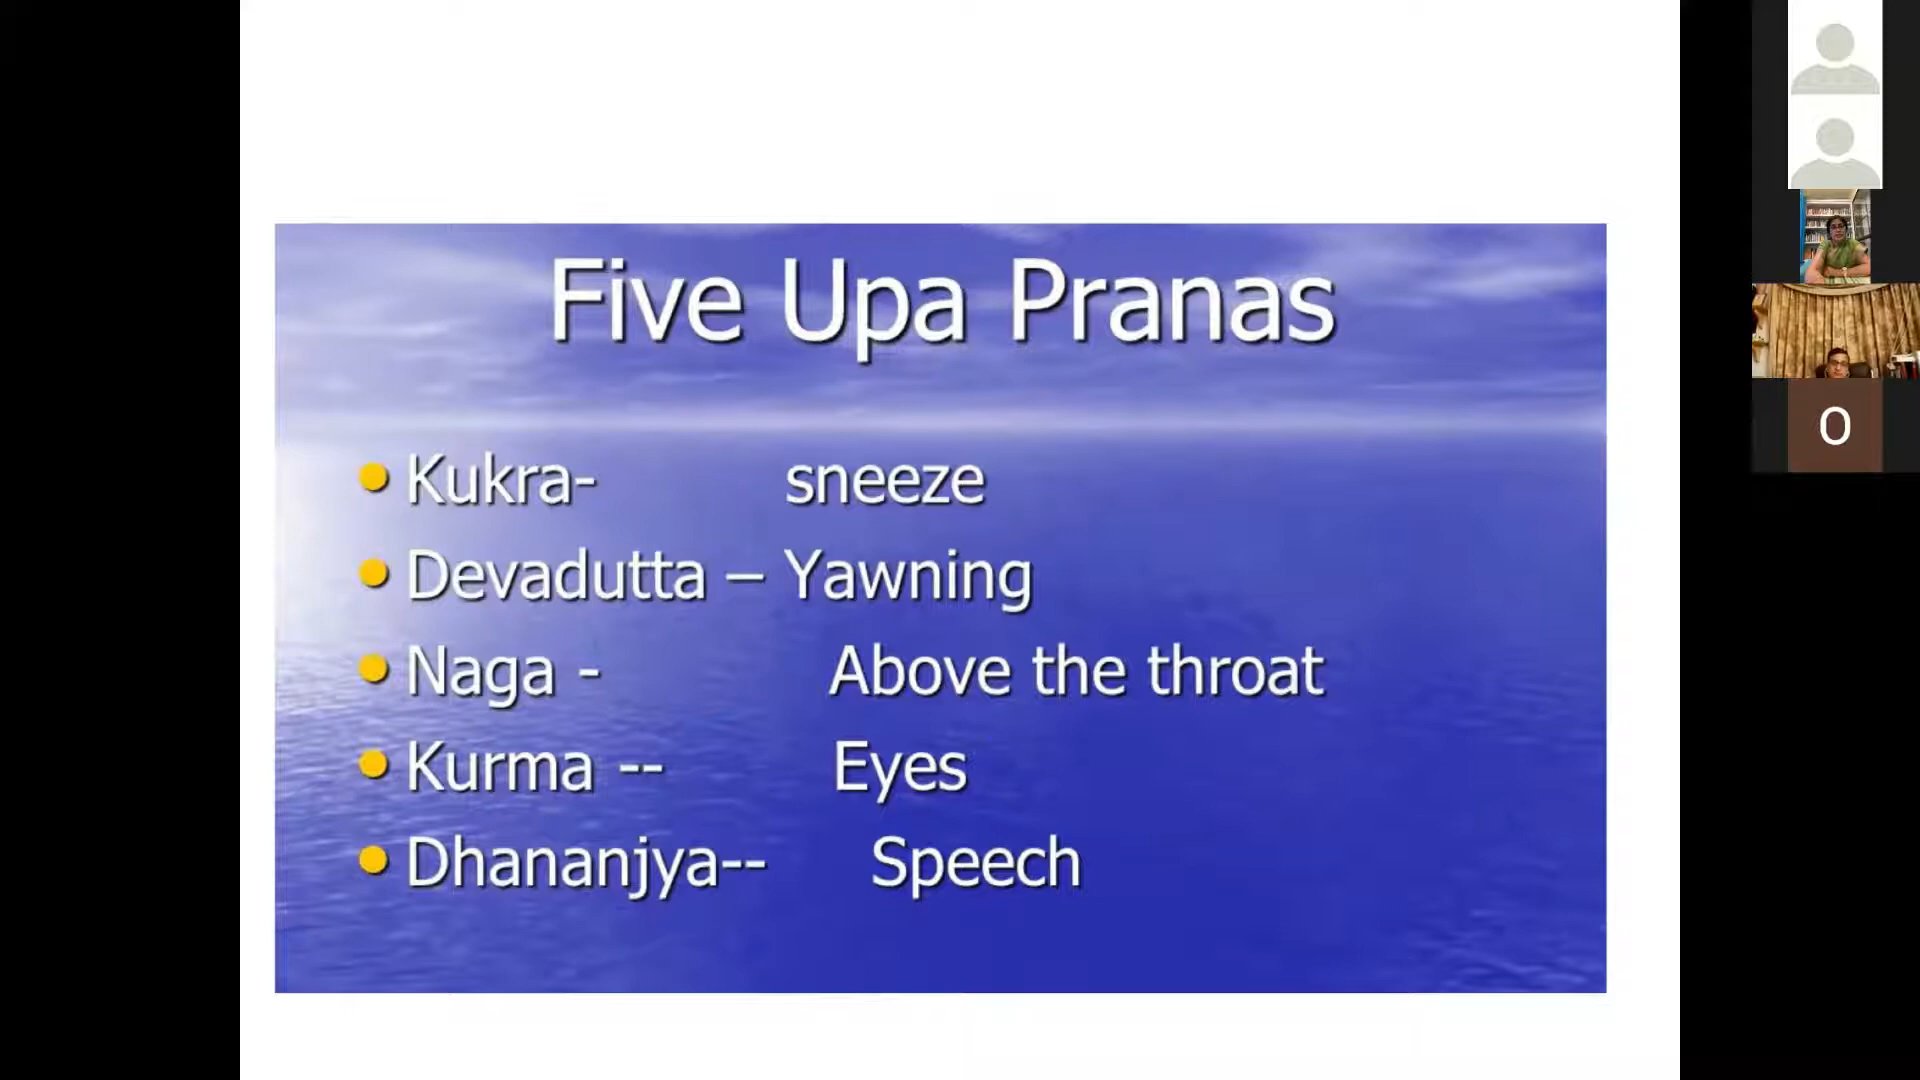 Five Upa Pranas
Kukra- sneeze
Devadutta – Yawning
Naga - Above the throat
Kurma -- Eyes
Dhananjya-- Speech
O